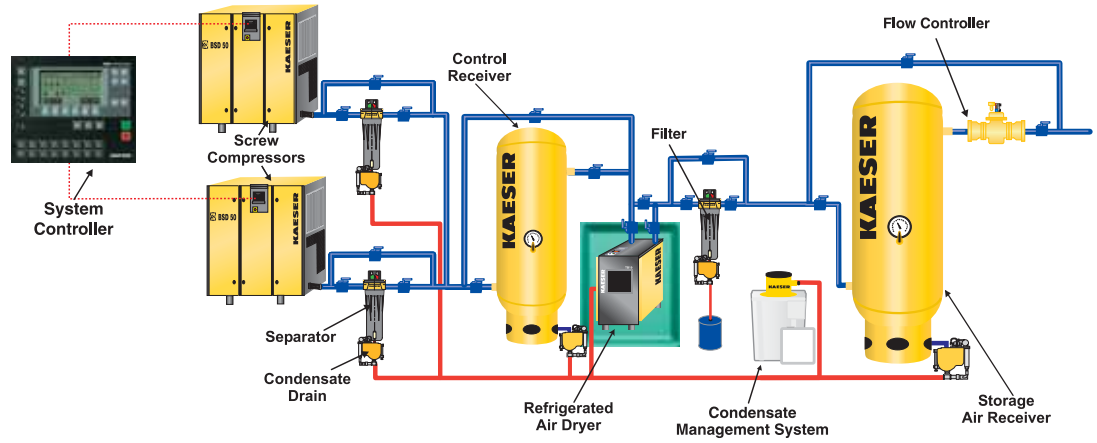 Flow Controller
Control
Receiver
BSD 50
KAESER
Screw
Compressors
Filter
System
Controller
BSD 50
KAESER
KAESER
KAESER
KAESER
KAESER
KAESER
Separator
Condensate
Drain
Refrigerated
Air Dryer
Condensate
Management System
Storage
Air Receiver